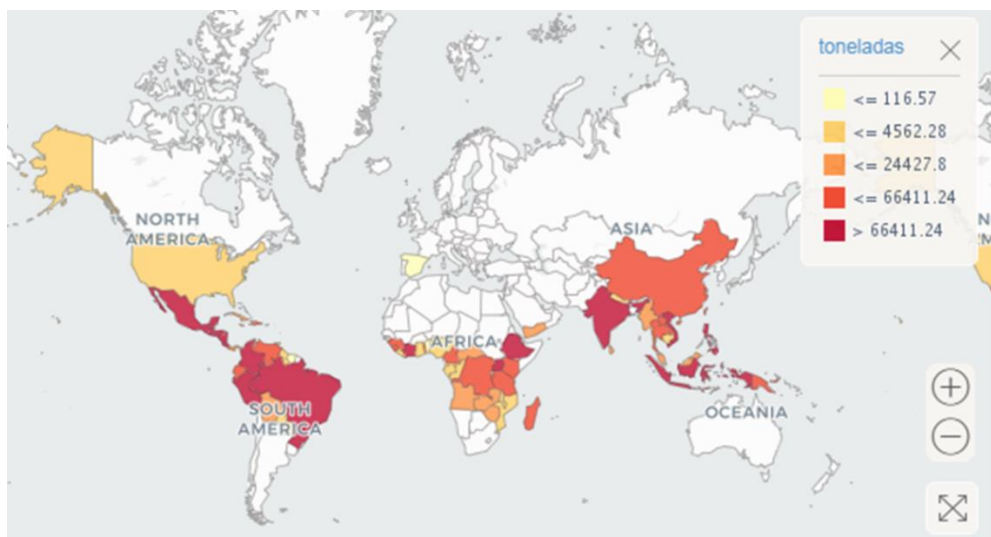 toneladas
<= 116.57
<= 4562.28
<= 24427.8
<= 66411.24
> 66411.24
NORTH
AMERICA
ASIA
AFRICA
SOUTH
AMERICA
OCEANIA